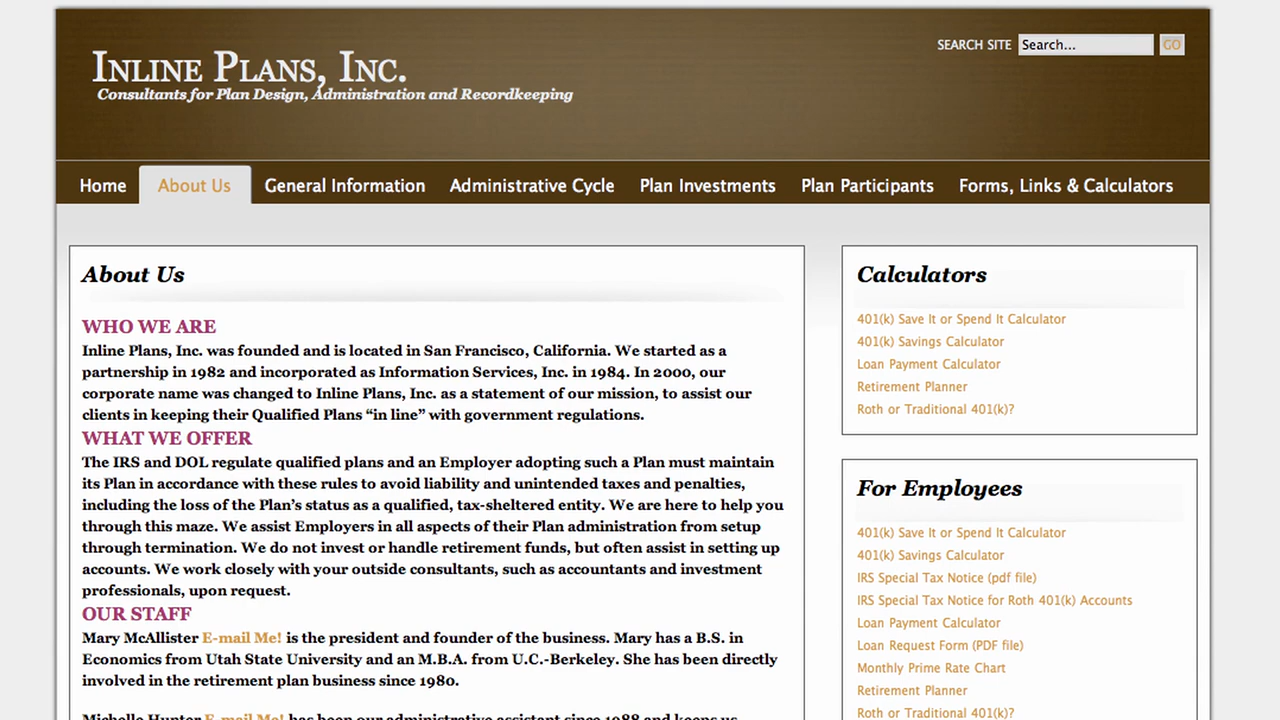 INLINE PLANS, INC.
Consultants for Plan Design, Administration and Recordkeeping
SEARCH SITE Search... GO
Home About Us General Information Administrative Cycle Plan Investments Plan Participants Forms, Links & Calculators
About Us
WHO WE ARE
Inline Plans, Inc. was founded and is located in San Francisco, California. We started as a
partnership in 1982 and incorporated as Information Services, Inc. in 1984. In 2000, our
corporate name was changed to Inline Plans, Inc. as a statement of our mission, to assist our
clients in keeping their Qualified Plans “in line” with government regulations.
WHAT WE OFFER
The IRS and DOL regulate qualified plans and an Employer adopting such a Plan must maintain
its Plan in accordance with these rules to avoid liability and unintended taxes and penalties,
including the loss of the Plan’s status as a qualified, tax-sheltered entity. We are here to help you
through this maze. We assist Employers in all aspects of their Plan administration from setup
through termination. We do not invest or handle retirement funds, but often assist in setting up
accounts. We work closely with your outside consultants, such as accountants and investment
professionals, upon request.
OUR STAFF
Mary McAllister E-mail Me! is the president and founder of the business. Mary has a B.S. in
Economics from Utah State University and an M.B.A. from U.C.-Berkeley. She has been directly
involved in the retirement plan business since 1980.
Michelle Hunter E-mail Me! has been our administrative assistant since 1988 and keeps us
Calculators
401(k) Save It or Spend It Calculator
401(k) Savings Calculator
Loan Payment Calculator
Retirement Planner
Roth or Traditional 401(k)?
For Employees
401(k) Save It or Spend It Calculator
401(k) Savings Calculator
IRS Special Tax Notice (pdf file)
IRS Special Tax Notice for Roth 401(k) Accounts
Loan Payment Calculator
Loan Request Form (PDF file)
Monthly Prime Rate Chart
Retirement Planner
Roth or Traditional 401(k)?